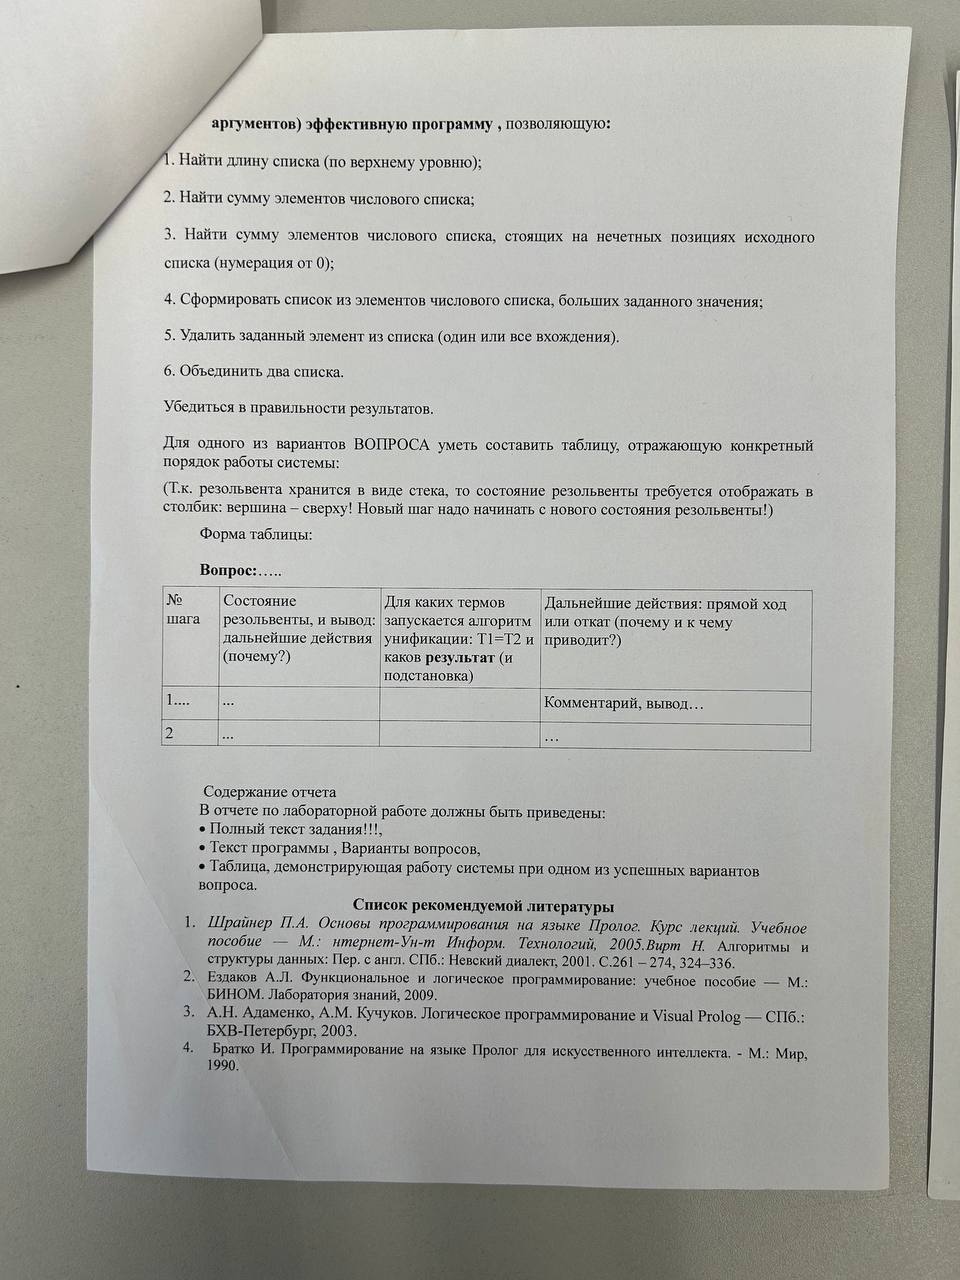 аргументов) эффективную программу , позволяющую:
1. Найти длину списка (по верхнему уровню);
2. Найти сумму элементов числового списка;
3. Найти сумму элементов числового списка, стоящих на нечетных позициях исходного
списка (нумерация от 0);
4. Сформировать список из элементов числового списка, больших заданного значения;
5. Удалить заданный элемент из списка (один или все вхождения).
6. Объединить два списка.
Убедиться в правильности результатов.
Для одного из вариантов ВОПРОСА уметь составить таблицу, отражающую конкретный
порядок работы системы:
(Т.к. резольвента хранится в виде стека, то состояние резольвенты требуется отображать в
столбик: вершина – сверху! Новый шаг надо начинать с нового состояния резольвенты!)
Форма таблицы:
Вопрос:…..
№
шага
Состояние
резольвенты, и вывод:
дальнейшие действия
(почему?)
Для каких термов
запускается алгоритм
унификации: Т1=Т2 и
каков результат (и
подстановка)
Дальнейшие действия: прямой ход
или откат (почему и к чему
приводит?)
1....
...
Комментарий, вывод…
2
...
…
Содержание отчета
В отчете по лабораторной работе должны быть приведены:
• Полный текст задания!!!,
• Текст программы , Варианты вопросов,
• Таблица, демонстрирующая работу системы при одном из успешных вариантов
вопроса.
Список рекомендуемой литературы
1. Шрайнер П.А. Основы программирования на языке Пролог. Курс лекций. Учебное
пособие — М.: нтернет-Ун-т Информ. Технологий, 2005.Вирт Н. Алгоритмы и
структуры данных: Пер. с англ. СПб.: Невский диалект, 2001. С.261 – 274, 324–336.
2. Ездаков А.Л. Функциональное и логическое программирование: учебное пособие — М.:
БИНОМ. Лаборатория знаний, 2009.
3. А.Н. Адаменко, А.М. Кучуков. Логическое программирование и Visual Prolog — СПб.:
БХВ-Петербург, 2003.
4. Братко И. Программирование на языке Пролог для искусственного интеллекта. - М.: Мир,
1990.